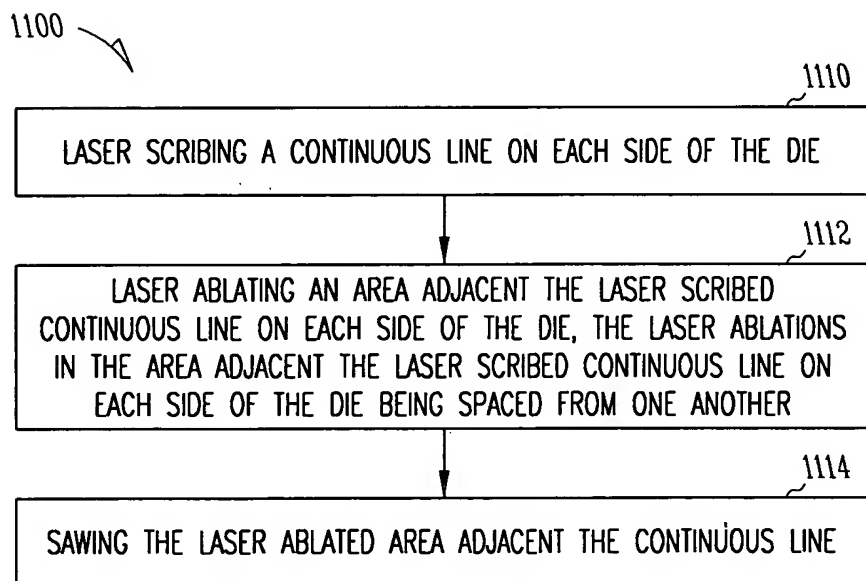 1100
1110
LASER SCRIBING A CONTINUOUS LINE ON EACH SIDE OF THE DIE
1112
LASER ABLATING AN AREA ADJACENT THE LASER SCRIBED
CONTINUOUS LINE ON EACH SIDE OF THE DIE, THE LASER ABLATIONS
IN THE AREA ADJACENT THE LASER SCRIBED CONTINUOUS LINE ON
EACH SIDE OF THE DIE BEING SPACED FROM ONE ANOTHER
1114
SAWING THE LASER ABLATED AREA ADJACENT THE CONTINUOUS LINE